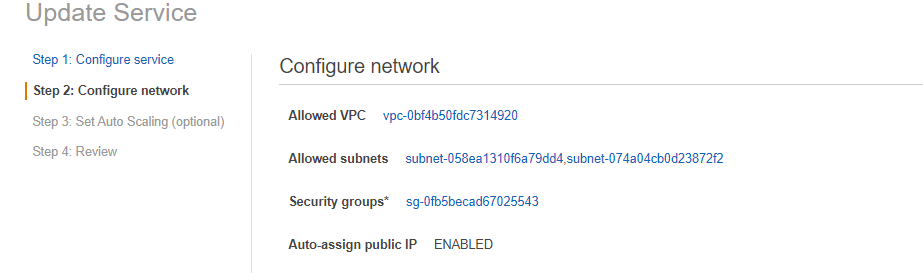 Update Service
Step 1: Configure service
Step 2: Configure network
Step 3: Set Auto Scaling (optional)
Step 4: Review
Configure network
Allowed VPC vpc-0bf4b50fdc7314920
Allowed subnets subnet-058ea1310f6a79dd4,subnet-074a04cb0d23872f2
Security groups* sg-0fb5becad67025543
Auto-assign public IP ENABLED